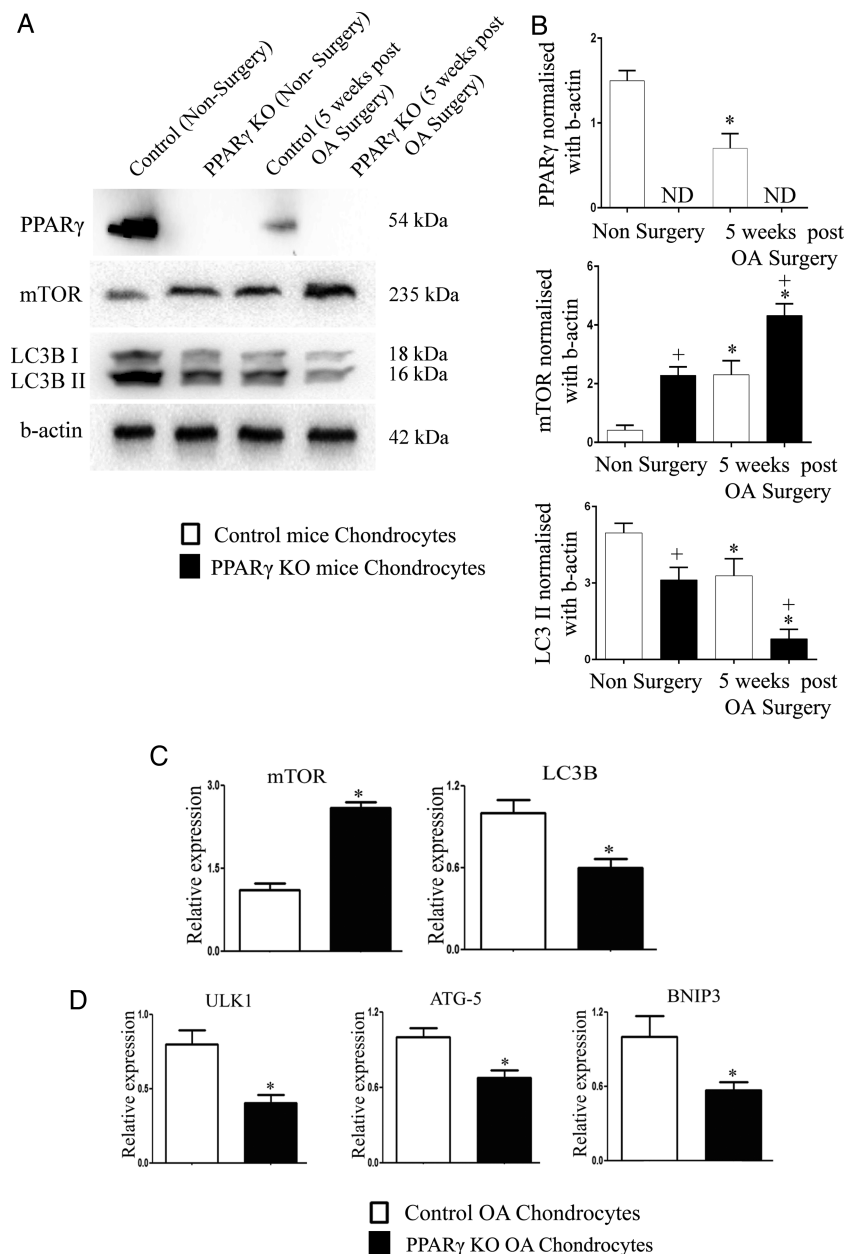 A
Control (Non-Surgery)
PPARγ KO (Non- Surgery)
Control (5 weeks post
OA Surgery)
PPARγ KO (5 weeks post
OA Surgery)
PPARγ
54 kDa
mTOR
235 kDa
LC3B I
18 kDa
LC3B II
16 kDa
b-actin
42 kDa
Control mice Chondrocytes
PPARγ KO mice Chondrocytes
B
PPARγ normalised
with b-actin
2
1
0
ND
*
ND
Non Surgery
5 weeks post
OA Surgery
mTOR normalised
with b-actin
6
4
2
0
+
*
+
*
Non Surgery
5 weeks post
OA Surgery
LC3 II normalised
with b-actin
6
3
0
+
*
+
*
Non Surgery
5 weeks post
OA Surgery
C
mTOR
Relative expression
3.0
1.5
0.0
*
LC3B
Relative expression
1.2
0.6
0.0
*
D
ULK1
Relative expression
1.0
0.5
0.0
*
ATG-5
Relative expression
1.2
0.6
0.0
*
BNIP3
Relative expression
1.2
0.6
0.0
*
Control OA Chondrocytes
PPARγ KO OA Chondrocytes